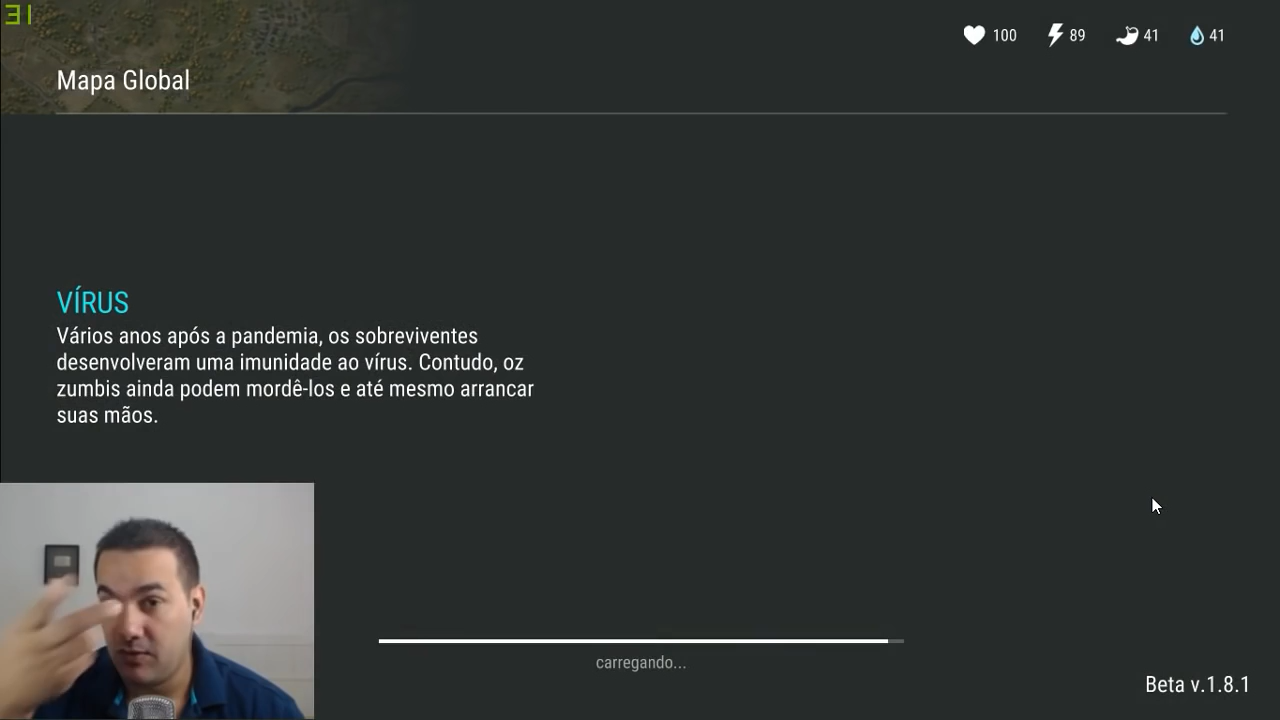 31
100
89
41
41
Mapa Global
VÍRUS
Vários anos após a pandemia, os sobreviventes
desenvolveram uma imunidade ao vírus. Contudo, oz
zumbis ainda podem mordê-los e até mesmo arrancar
suas mãos.
carregando...
Beta v.1.8.1